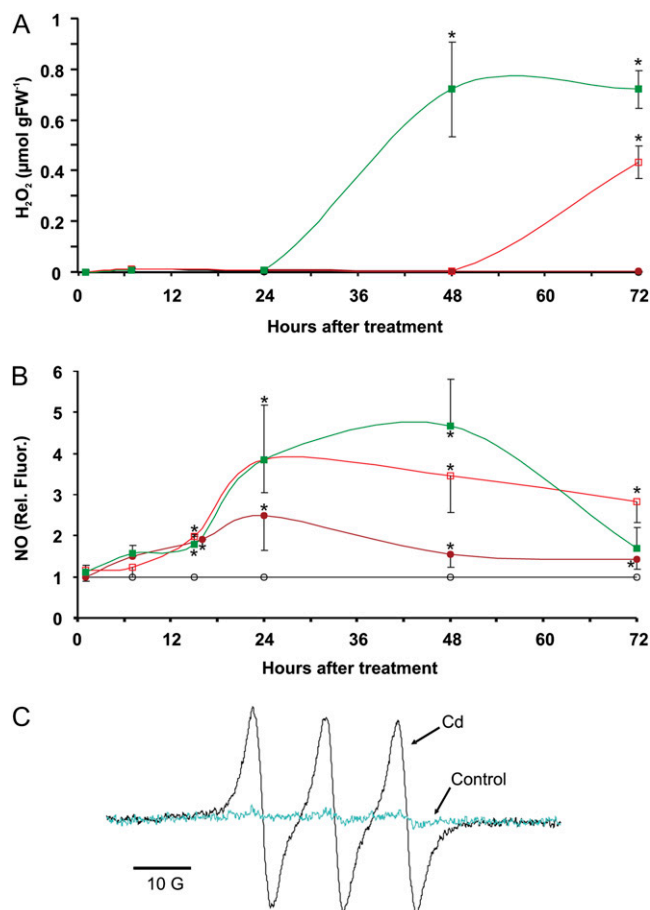 A
H₂O₂ (µmol gFW⁻¹)
1
0.8
0.6
0.4
0.2
0
*
*
*
0 12 24 36 48 60 72
Hours after treatment
B
NO (Rel. Fluor.)
6
5
4
3
2
1
0
*
*
*
*
*
*
*
*
*
*
0 12 24 36 48 60 72
Hours after treatment
C
Cd
Control
10 G